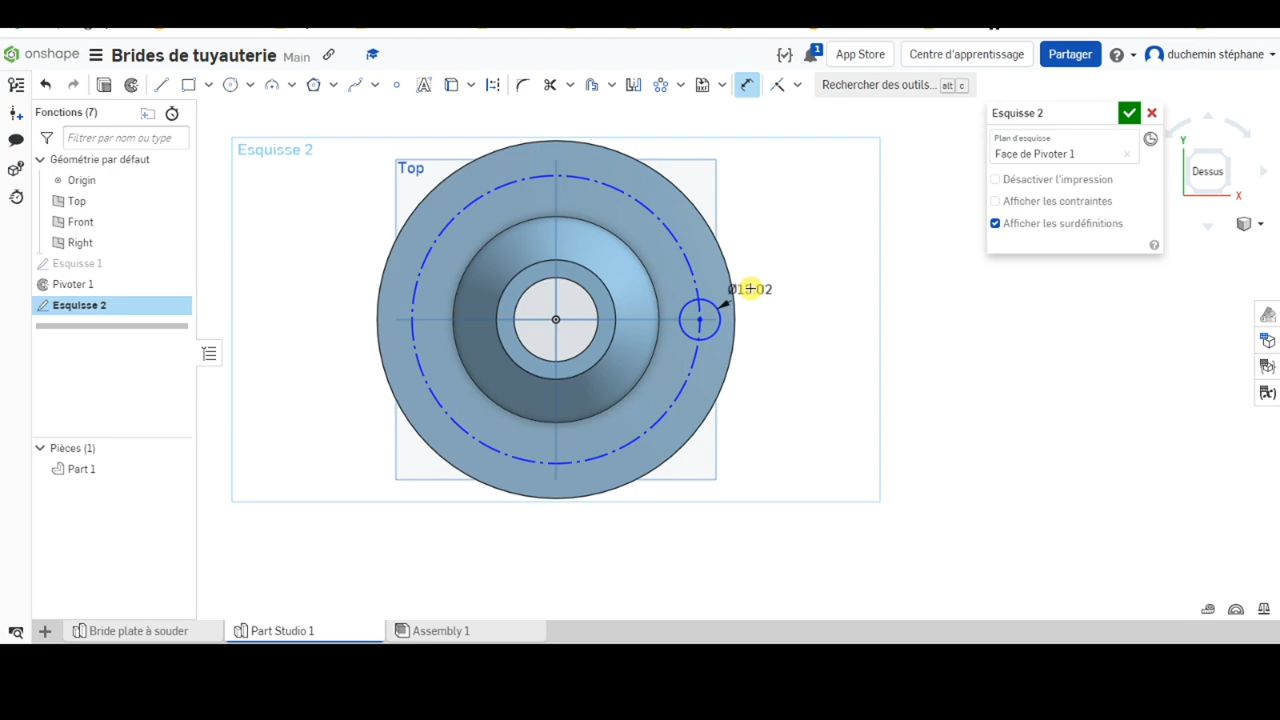 onshape Brides de tuyauterie Main 1 App Store Centre d'apprentissage Partager duchemin stéphane
Rechercher des outils... alt c
Fonctions (7)
Filtrer par nom ou type
Géométrie par défaut
Origin
Top
Front
Right
Esquisse 1
Pivoter 1
Esquisse 2
Pièces (1)
Part 1
Esquisse 2
Top
Esquisse 2
Plan d'esquisse
Face de Pivoter 1
Désactiver l'impression
Afficher les contraintes
Afficher les surdéfinitions
Y
Dessus
X
Bride plate à souder
Part Studio 1
Assembly 1